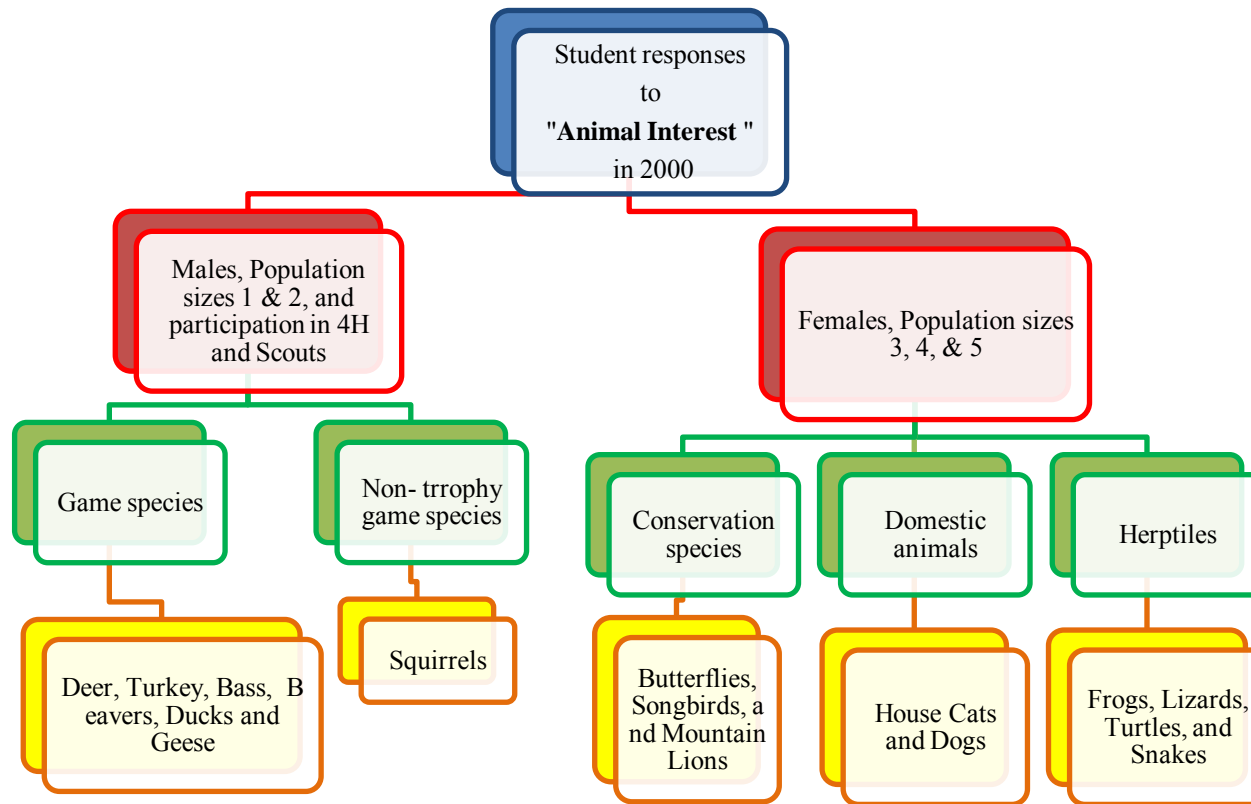 Student responses
to
"Animal Interest "
in 2000
Males, Population
sizes 1 & 2, and
participation in 4H
and Scouts
Females, Population sizes
3, 4, & 5
Game species
Non- trrophy
game species
Conservation
species
Domestic
animals
Herptiles
Deer, Turkey, Bass, B
eavers, Ducks and
Geese
Squirrels
Butterflies,
Songbirds, a
nd Mountain
Lions
House Cats
and Dogs
Frogs, Lizards,
Turtles, and
Snakes